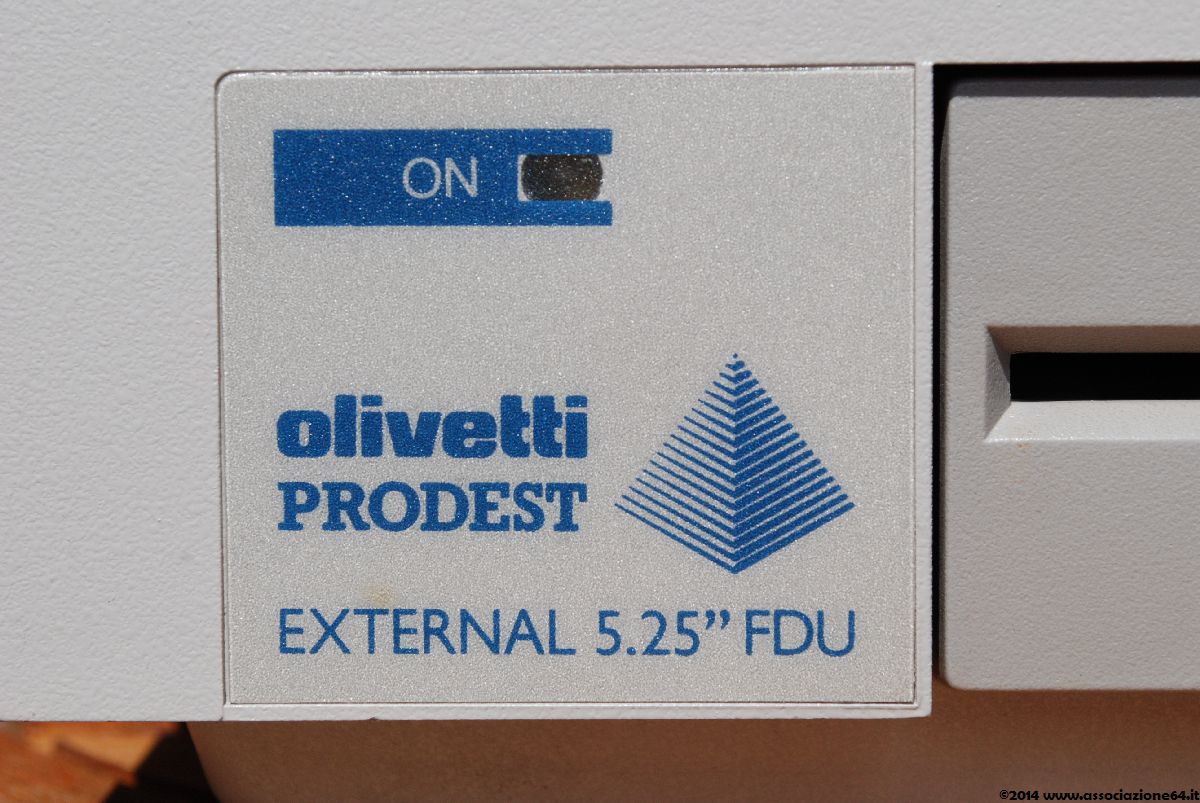 ON
olivetti
PRODEST
EXTERNAL 5.25” FDU
©2014 www.associazione64.it